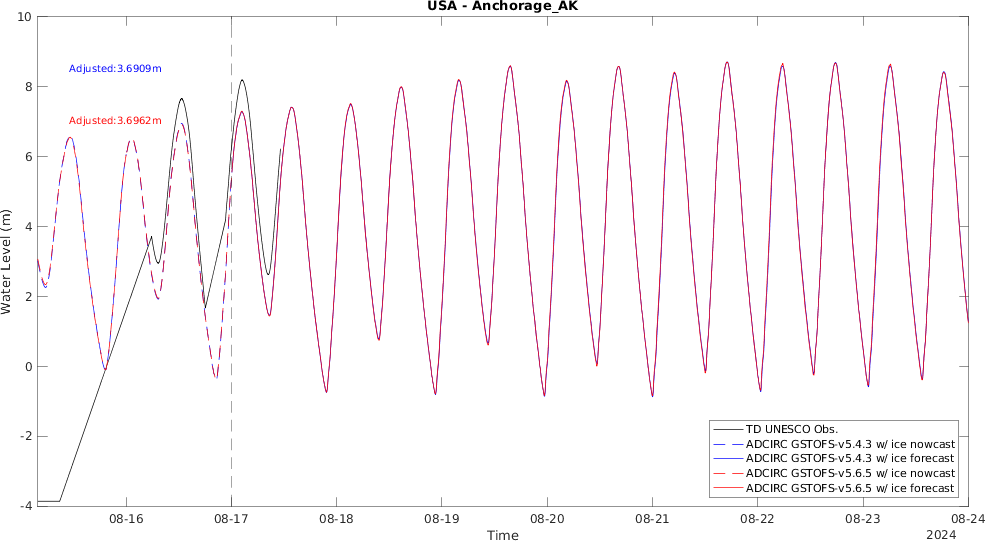 USA - Anchorage_AK
10
8
6
4
2
0
-2
-4
Water Level (m)
Adjusted:3.6909m
Adjusted:3.6962m
TD UNESCO Obs.
ADCIRC GSTOFS-v5.4.3 w/ ice nowcast
ADCIRC GSTOFS-v5.4.3 w/ ice forecast
ADCIRC GSTOFS-v5.6.5 w/ ice nowcast
ADCIRC GSTOFS-v5.6.5 w/ ice forecast
08-16 08-17 08-18 08-19 08-20 08-21 08-22 08-23 08-24
Time
2024